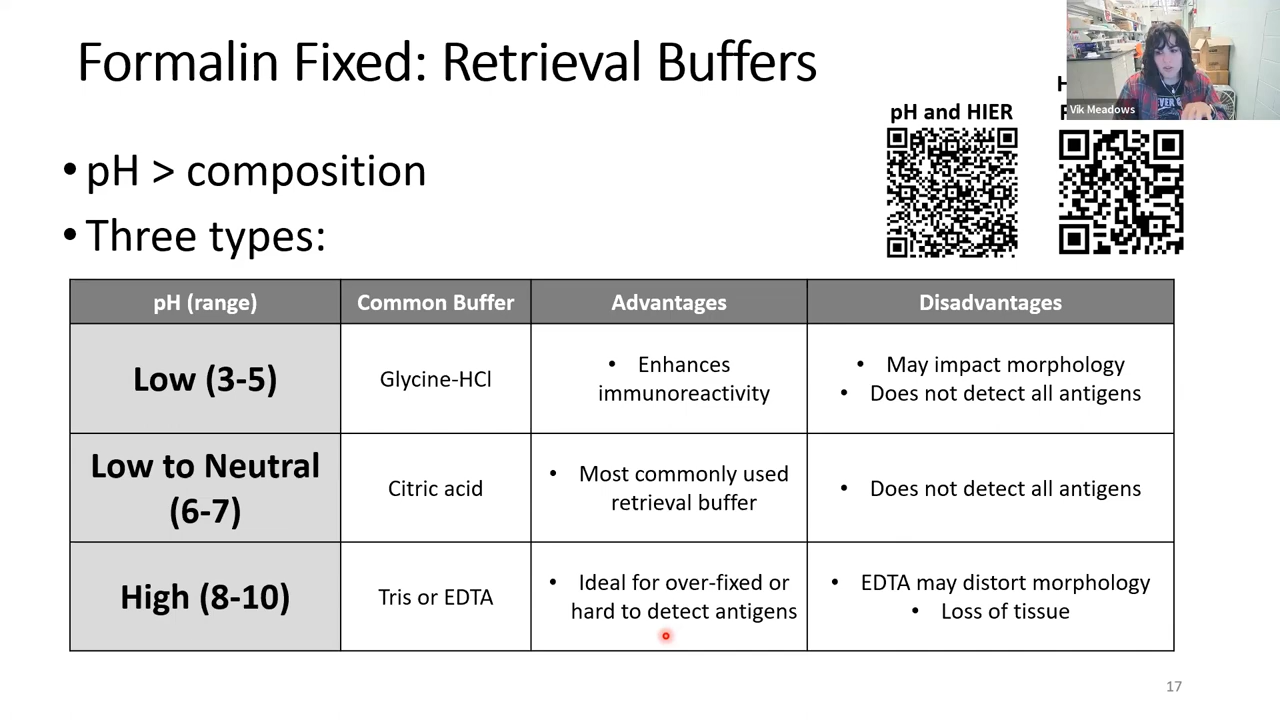 Formalin Fixed: Retrieval Buffers
Vik Meadows
pH and HIER
• pH > composition
• Three types:
pH (range)
Common Buffer
Advantages
Disadvantages
Low (3-5)
Glycine-HCl
• Enhances
immunoreactivity
• May impact morphology
• Does not detect all antigens
Low to Neutral
(6-7)
Citric acid
• Most commonly used
retrieval buffer
• Does not detect all antigens
High (8-10)
Tris or EDTA
• Ideal for over-fixed or
hard to detect antigens
• EDTA may distort morphology
• Loss of tissue
17